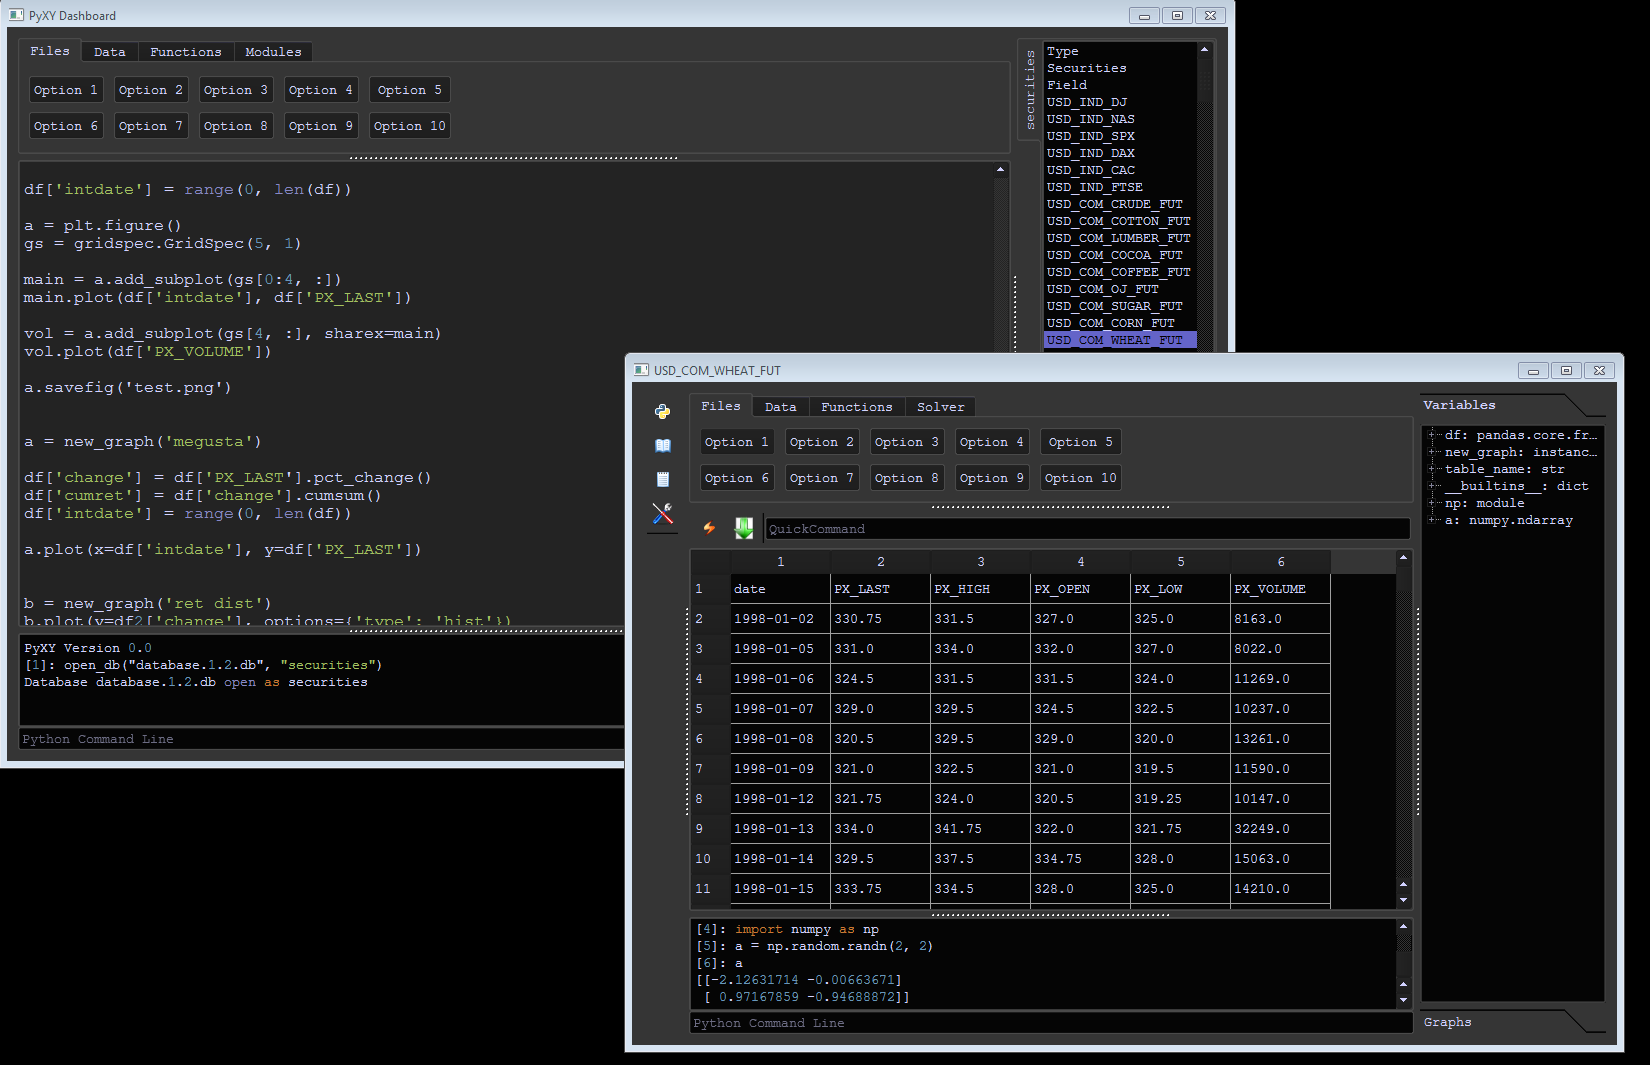 PyXY Dashboard
Files Data Functions Modules
Option 1 Option 2 Option 3 Option 4 Option 5
Option 6 Option 7 Option 8 Option 9 Option 10
securities
Type
Securities
Field
USD_IND_DJ
USD_IND_NAS
USD_IND_SPX
USD_IND_DAX
USD_IND_CAC
USD_IND_FTSE
USD_COM_CRUDE_FUT
USD_COM_COTTON_FUT
USD_COM_LUMBER_FUT
USD_COM_COCOA_FUT
USD_COM_COFFEE_FUT
USD_COM_OJ_FUT
USD_COM_SUGAR_FUT
USD_COM_CORN_FUT
USD_COM_WHEAT_FUT
df['intdate'] = range(0, len(df))
a = plt.figure()
gs = gridspec.GridSpec(5, 1)
main = a.add_subplot(gs[0:4, :])
main.plot(df['intdate'], df['PX_LAST'])
vol = a.add_subplot(gs[4, :], sharex=main)
vol.plot(df['PX_VOLUME'])
a.savefig('test.png')
a = new_graph('megusta')
df['change'] = df['PX_LAST'].pct_change()
df['cumret'] = df['change'].cumsum()
df['intdate'] = range(0, len(df))
a.plot(x=df['intdate'], y=df['PX_LAST'])
b = new_graph('ret dist')
b.plot(y=df2['change'], options={'type': 'hist'})
PyXY Version 0.0
[1]: open_db("database.1.2.db", "securities")
Database database.1.2.db open as securities
Python Command Line
USD_COM_WHEAT_FUT
Files Data Functions Solver
Option 1 Option 2 Option 3 Option 4 Option 5
Option 6 Option 7 Option 8 Option 9 Option 10
QuickCommand
1 2 3 4 5 6
1 date PX_LAST PX_HIGH PX_OPEN PX_LOW PX_VOLUME
2 1998-01-02 330.75 331.5 327.0 325.0 8163.0
3 1998-01-05 331.0 334.0 332.0 327.0 8022.0
4 1998-01-06 324.5 331.5 331.5 324.0 11269.0
5 1998-01-07 329.0 329.5 324.5 322.5 10237.0
6 1998-01-08 320.5 329.5 329.0 320.0 13261.0
7 1998-01-09 321.0 322.5 321.0 319.5 11590.0
8 1998-01-12 321.75 324.0 320.5 319.25 10147.0
9 1998-01-13 334.0 341.75 322.0 321.75 32249.0
10 1998-01-14 329.5 337.5 334.75 328.0 15063.0
11 1998-01-15 333.75 334.5 328.0 325.0 14210.0
[4]: import numpy as np
[5]: a = np.random.randn(2, 2)
[6]: a
[[-2.12631714 -0.00663671]
[ 0.97167859 -0.94688872]]
Python Command Line
Variables
df: pandas.core.fr...
new_graph: instanc...
table_name: str
__builtins__: dict
np: module
a: numpy.ndarray
Graphs